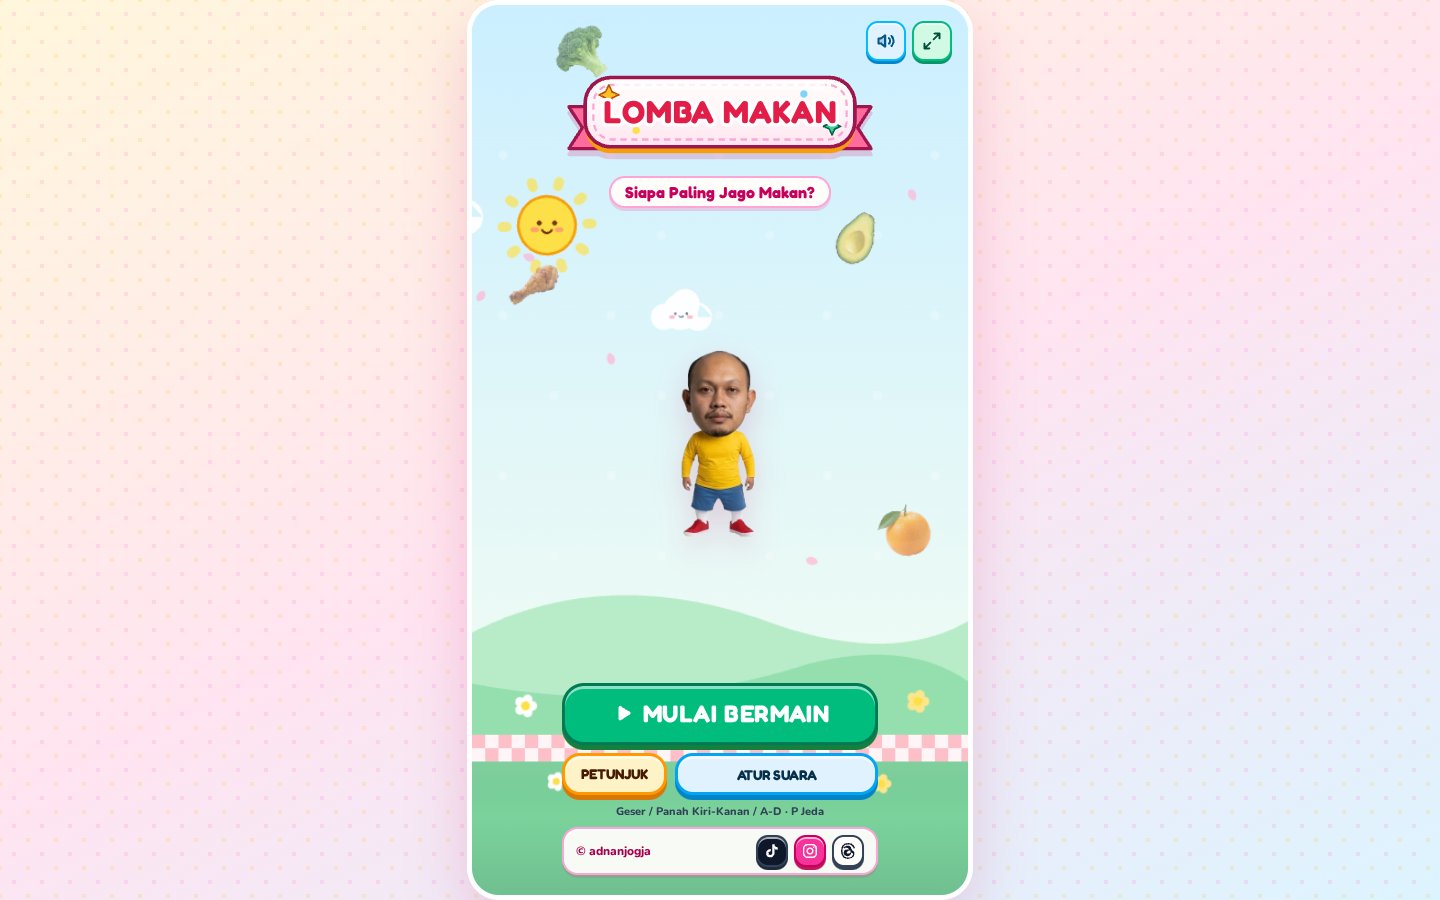 LOMBA MAKAN
Siapa Paling Jago Makan?
MULAI BERMAIN
PETUNJUK
ATUR SUARA
Geser / Panah Kiri-Kanan / A-D · P Jeda
© adnanjogja